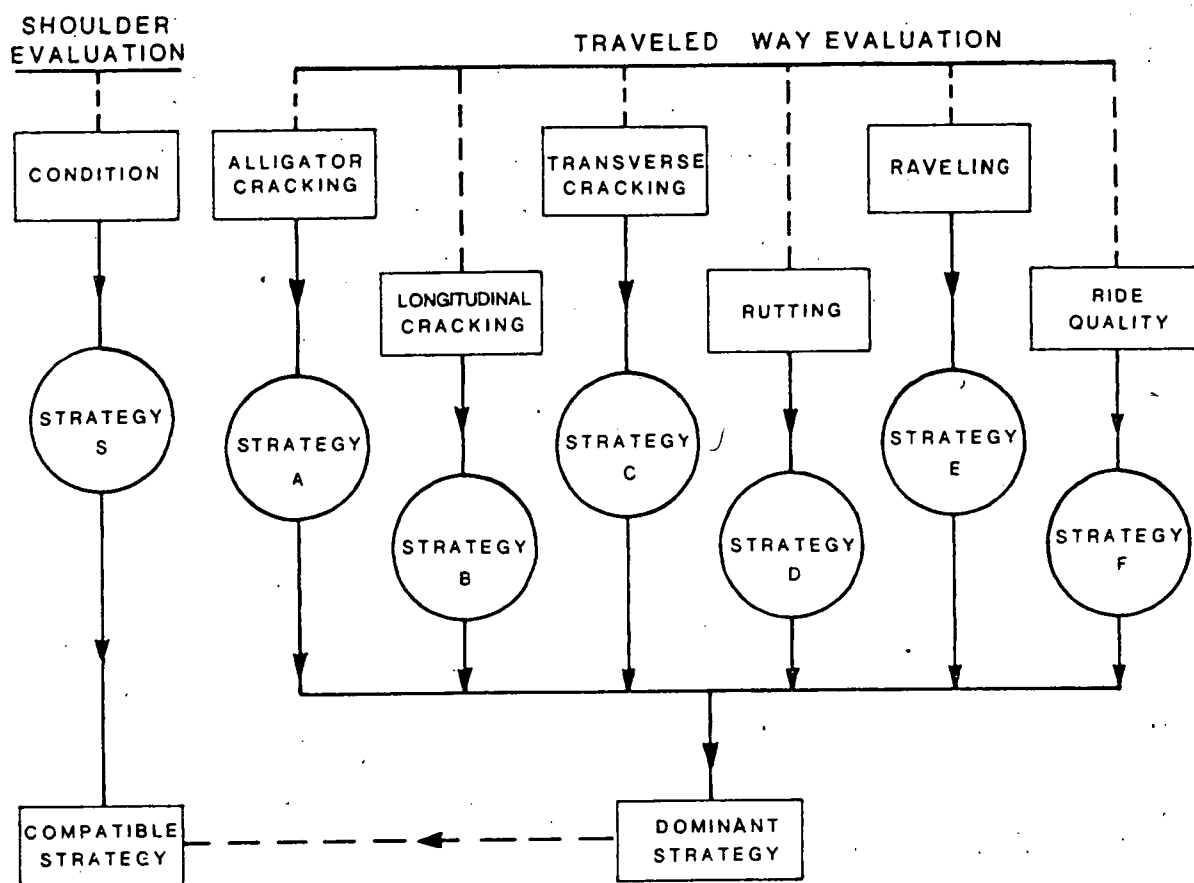 SHOULDER
EVALUATION
TRAVELED WAY EVALUATION
CONDITION
ALLIGATOR
CRACKING
TRANSVERSE
CRACKING
RAVELING
LONGITUDINAL
CRACKING
RUTTING
RIDE
QUALITY
STRATEGY
S
STRATEGY
A
STRATEGY
B
STRATEGY
C
STRATEGY
D
STRATEGY
E
STRATEGY
F
COMPATIBLE
STRATEGY
DOMINANT
STRATEGY